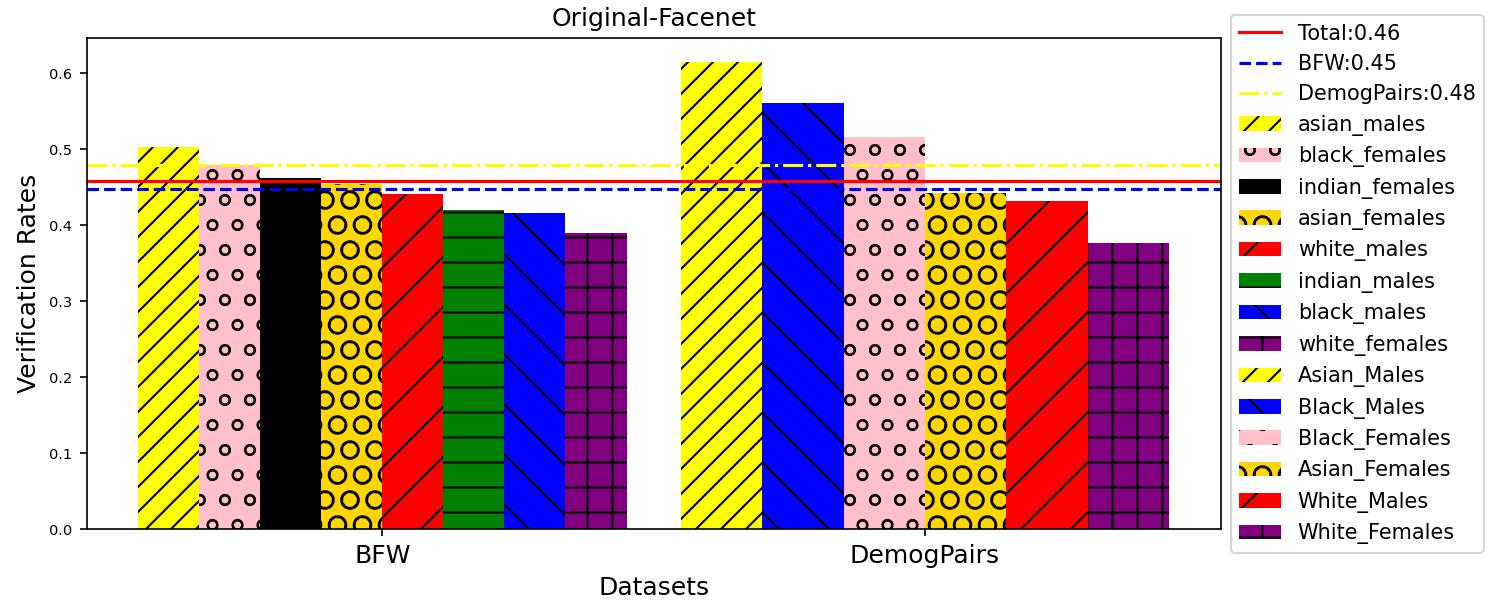 Original-Facenet
Verification Rates
0.6
0.5
0.4
0.3
0.2
0.1
0.0
BFW
DemogPairs
Datasets
Total:0.46
BFW:0.45
DemogPairs:0.48
asian_males
black_females
indian_females
asian_females
white_males
indian_males
black_males
white_females
Asian_Males
Black_Males
Black_Females
Asian_Females
White_Males
White_Females